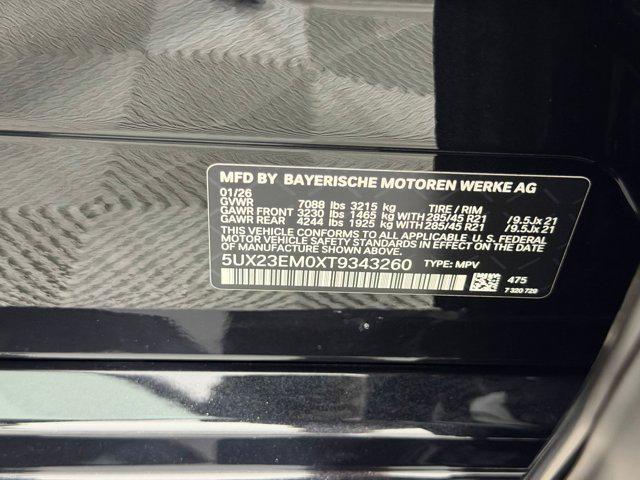 MFD BY BAYERISCHE MOTOREN WERKE AG
01/26
GVWR 7088 lbs 3215 kg TIRE / RIM
GAWR FRONT 3230 lbs 1465 kg WITH 285/45 R21 /9.5Jx 21
GAWR REAR 4244 lbs 1925 kg WITH 285/45 R21 /9.5Jx 21
THIS VEHICLE CONFORMS TO ALL APPLICABLE U.S. FEDERAL
MOTOR VEHICLE SAFETY STANDARDS IN EFFECT ON THE DATE
OF MANUFACTURE SHOWN ABOVE.
5UX23EM0XT9343260 TYPE: MPV
475
7 320 729